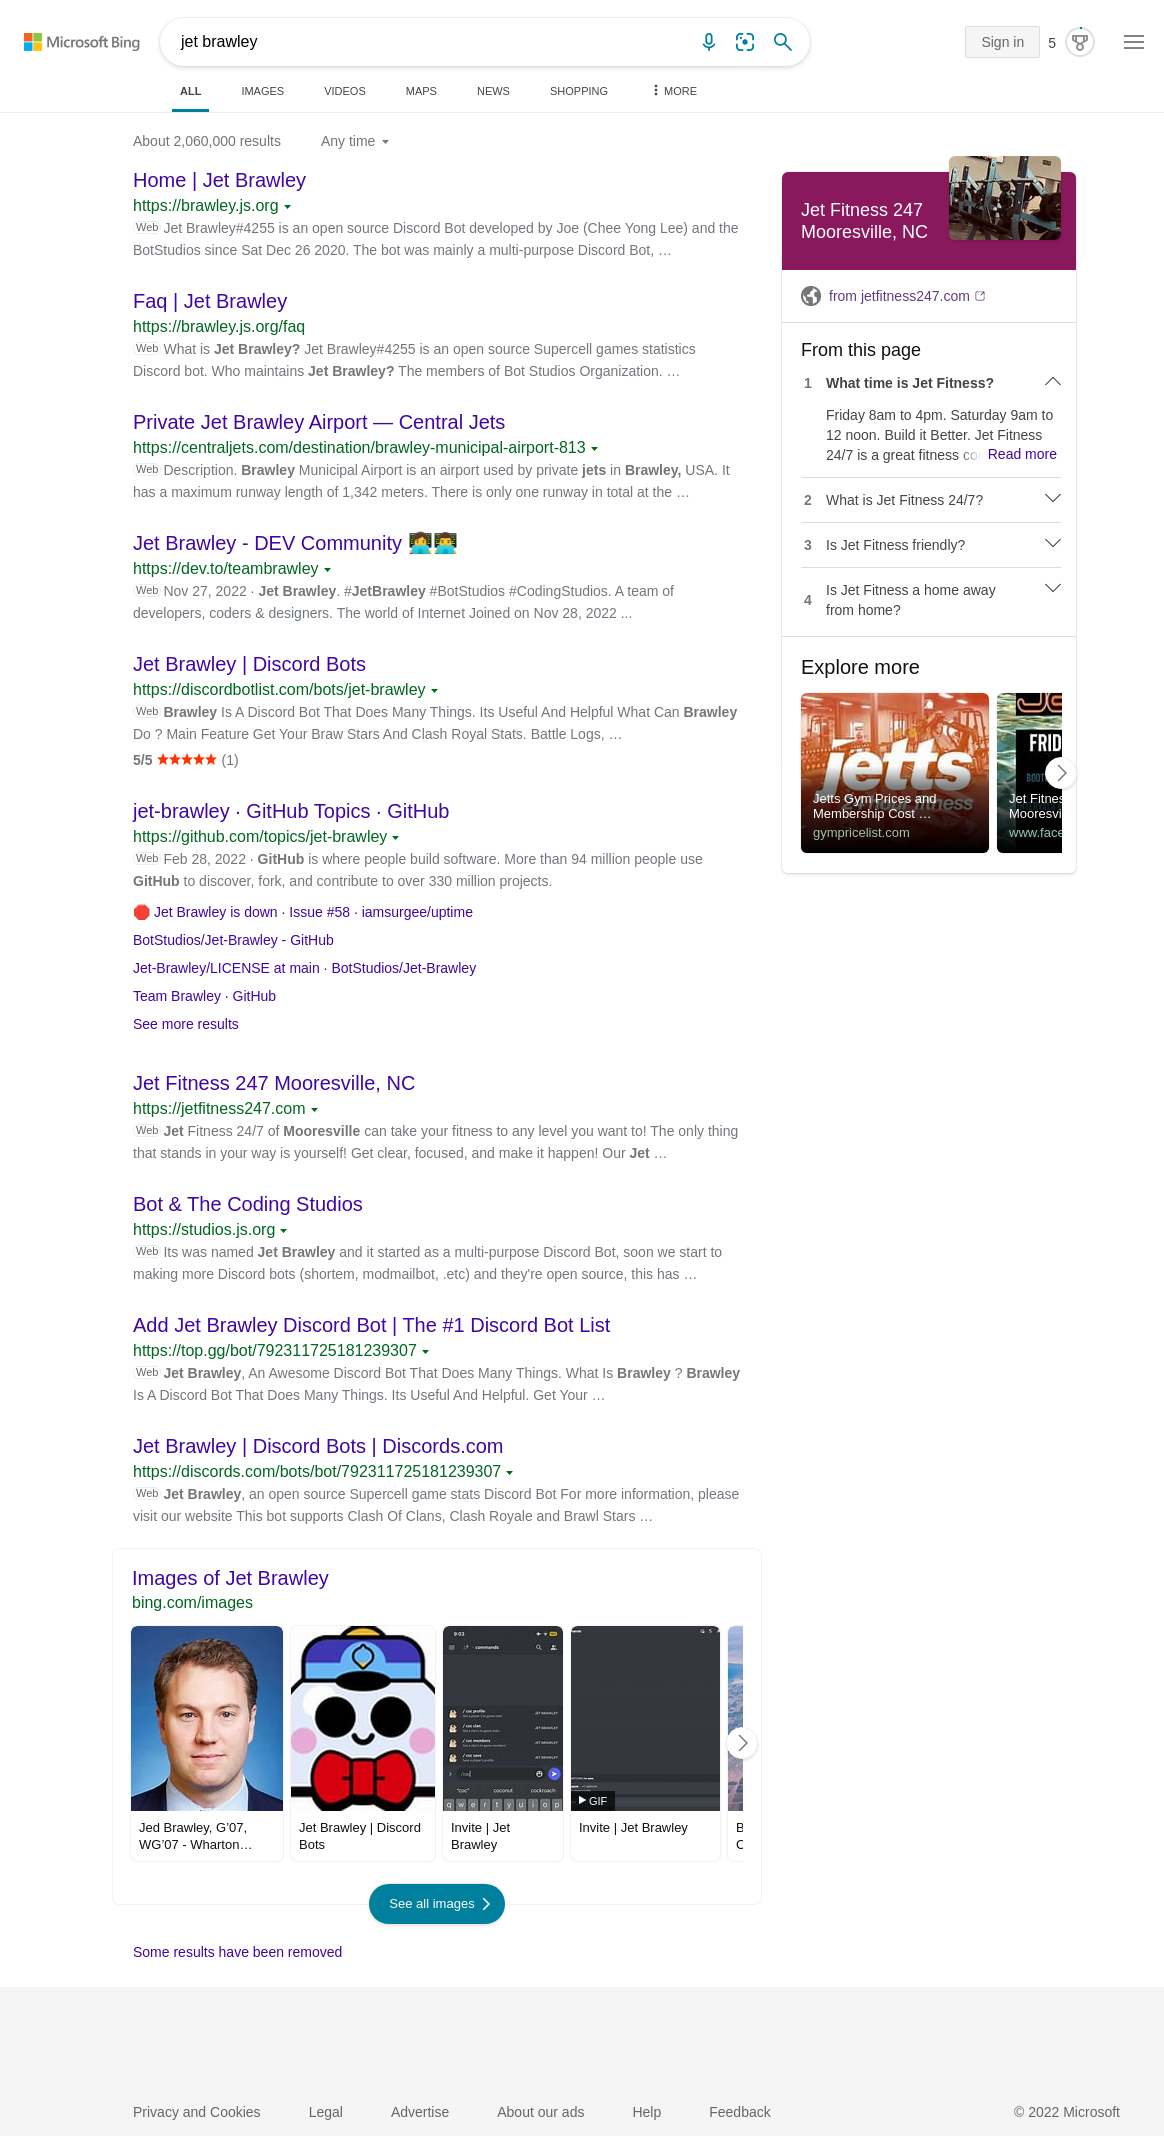 Microsoft Bing
jet brawley
Sign in
5
ALL
IMAGES
VIDEOS
MAPS
NEWS
SHOPPING
MORE
About 2,060,000 results
Any time
Home | Jet Brawley
https://brawley.js.org
Web Jet Brawley#4255 is an open source Discord Bot developed by Joe (Chee Yong Lee) and the
BotStudios since Sat Dec 26 2020. The bot was mainly a multi-purpose Discord Bot, …
Faq | Jet Brawley
https://brawley.js.org/faq
Web What is Jet Brawley? Jet Brawley#4255 is an open source Supercell games statistics
Discord bot. Who maintains Jet Brawley? The members of Bot Studios Organization. …
Private Jet Brawley Airport — Central Jets
https://centraljets.com/destination/brawley-municipal-airport-813
Web Description. Brawley Municipal Airport is an airport used by private jets in Brawley, USA. It
has a maximum runway length of 1,342 meters. There is only one runway in total at the …
Jet Brawley - DEV Community 👩‍💻👨‍💻
https://dev.to/teambrawley
Web Nov 27, 2022 · Jet Brawley. #JetBrawley #BotStudios #CodingStudios. A team of
developers, coders & designers. The world of Internet Joined on Nov 28, 2022 ...
Jet Brawley | Discord Bots
https://discordbotlist.com/bots/jet-brawley
Web Brawley Is A Discord Bot That Does Many Things. Its Useful And Helpful What Can Brawley
Do ? Main Feature Get Your Braw Stars And Clash Royal Stats. Battle Logs, …
5/5 ★★★★★ (1)
jet-brawley · GitHub Topics · GitHub
https://github.com/topics/jet-brawley
Web Feb 28, 2022 · GitHub is where people build software. More than 94 million people use
GitHub to discover, fork, and contribute to over 330 million projects.
🛑 Jet Brawley is down · Issue #58 · iamsurgee/uptime
BotStudios/Jet-Brawley - GitHub
Jet-Brawley/LICENSE at main · BotStudios/Jet-Brawley
Team Brawley · GitHub
See more results
Jet Fitness 247 Mooresville, NC
https://jetfitness247.com
Web Jet Fitness 24/7 of Mooresville can take your fitness to any level you want to! The only thing
that stands in your way is yourself! Get clear, focused, and make it happen! Our Jet …
Bot & The Coding Studios
https://studios.js.org
Web Its was named Jet Brawley and it started as a multi-purpose Discord Bot, soon we start to
making more Discord bots (shortem, modmailbot, .etc) and they're open source, this has …
Add Jet Brawley Discord Bot | The #1 Discord Bot List
https://top.gg/bot/792311725181239307
Web Jet Brawley, An Awesome Discord Bot That Does Many Things. What Is Brawley ? Brawley
Is A Discord Bot That Does Many Things. Its Useful And Helpful. Get Your …
Jet Brawley | Discord Bots | Discords.com
https://discords.com/bots/bot/792311725181239307
Web Jet Brawley, an open source Supercell game stats Discord Bot For more information, please
visit our website This bot supports Clash Of Clans, Clash Royale and Brawl Stars …
Images of Jet Brawley
bing.com/images
9:03
commands
/ coc profile
JET BRAWLEY
/ coc clan
JET BRAWLEY
/ coc members
JET BRAWLEY
/ coc save
JET BRAWLEY
/co
"coc"
coconut
cockroach
q w e r t y u i o p
GIF
Jed Brawley, G'07,
WG'07 - Wharton…
Jet Brawley | Discord
Bots
Invite | Jet
Brawley
Invite | Jet Brawley
See all images
Some results have been removed
Jet Fitness 247
Mooresville, NC
from jetfitness247.com
From this page
1 What time is Jet Fitness?
Friday 8am to 4pm. Saturday 9am to
12 noon. Build it Better. Jet Fitness
24/7 is a great fitness co Read more
2 What is Jet Fitness 24/7?
3 Is Jet Fitness friendly?
4 Is Jet Fitness a home away
from home?
Explore more
jetts
24 hour fitness
Jetts Gym Prices and
Membership Cost …
gympricelist.com
FRID
BOOT
Jet Fitnes
Mooresvi
www.face
Privacy and Cookies
Legal
Advertise
About our ads
Help
Feedback
© 2022 Microsoft